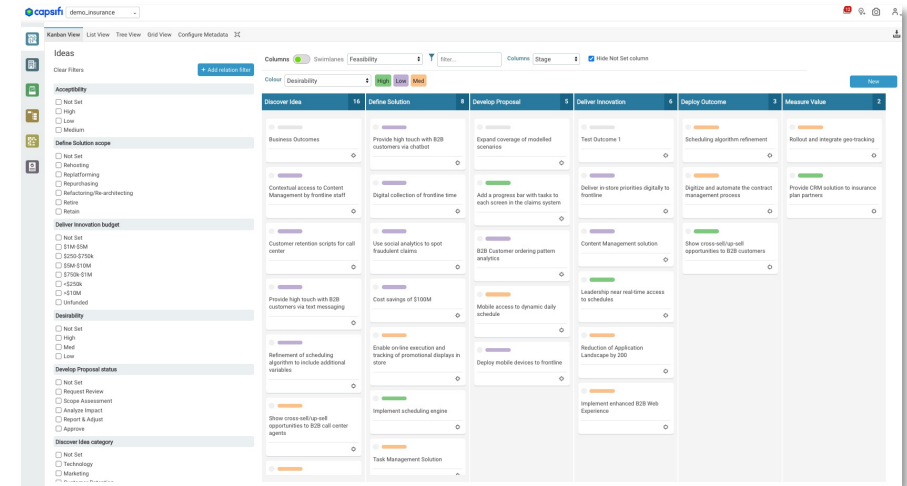 capsifi demo_insurance
12
Kanban View List View Tree View Grid View Configure Metadata
Ideas
Clear Filters
+ Add relation filter
Acceptibility
Not Set
High
Low
Medium
Define Solution scope
Not Set
Rehosting
Replatforming
Repurchasing
Refactoring/Re-architecting
Retire
Retain
Deliver Innovation budget
Not Set
$1M-$5M
$250-$750k
$5M-$10M
$750k-$1M
<$250k
>$10M
Unfunded
Desirability
Not Set
High
Med
Low
Develop Proposal status
Not Set
Request Review
Scope Assessment
Analyze Impact
Report & Adjust
Approve
Discover Idea category
Not Set
Technology
Marketing
Customer Retention
Columns Swimlanes Feasibility filter... Columns Stage Hide Not Set column
Colour Desirability High Low Med
New
Discover Idea 16
Business Outcomes
Contextual access to Content
Management by frontline staff
Customer retention scripts for call
center
Provide high touch with B2B
customers via text messaging
Refinement of scheduling
algorithm to include additional
variables
Show cross-sell/up-sell
opportunities to B2B call center
agents
Define Solution 8
Provide high touch with B2B
customers via chatbot
Digital collection of frontline time
Use social analytics to spot
fraudulent claims
Cost savings of $100M
Enable on-line execution and
tracking of promotional displays in
store
Implement scheduling engine
Task Management Solution
Develop Proposal 5
Expand coverage of modelled
scenarios
Add a progress bar with tasks to
each screen in the claims system
B2B Customer ordering pattern
analytics
Mobile access to dynamic daily
schedule
Deploy mobile devices to frontline
Deliver Innovation 6
Test Outcome 1
Deliver in-store priorities digitally to
frontline
Content Management solution
Leadership near real-time access
to schedules
Reduction of Application
Landscape by 200
Implement enhanced B2B Web
Experience
Deploy Outcome 3
Scheduling algorithm refinement
Digitize and automate the contract
management process
Show cross-sell/up-sell
opportunities to B2B customers
Measure Value 2
Rollout and integrate geo-tracking
Provide CRM solution to insurance
plan partners